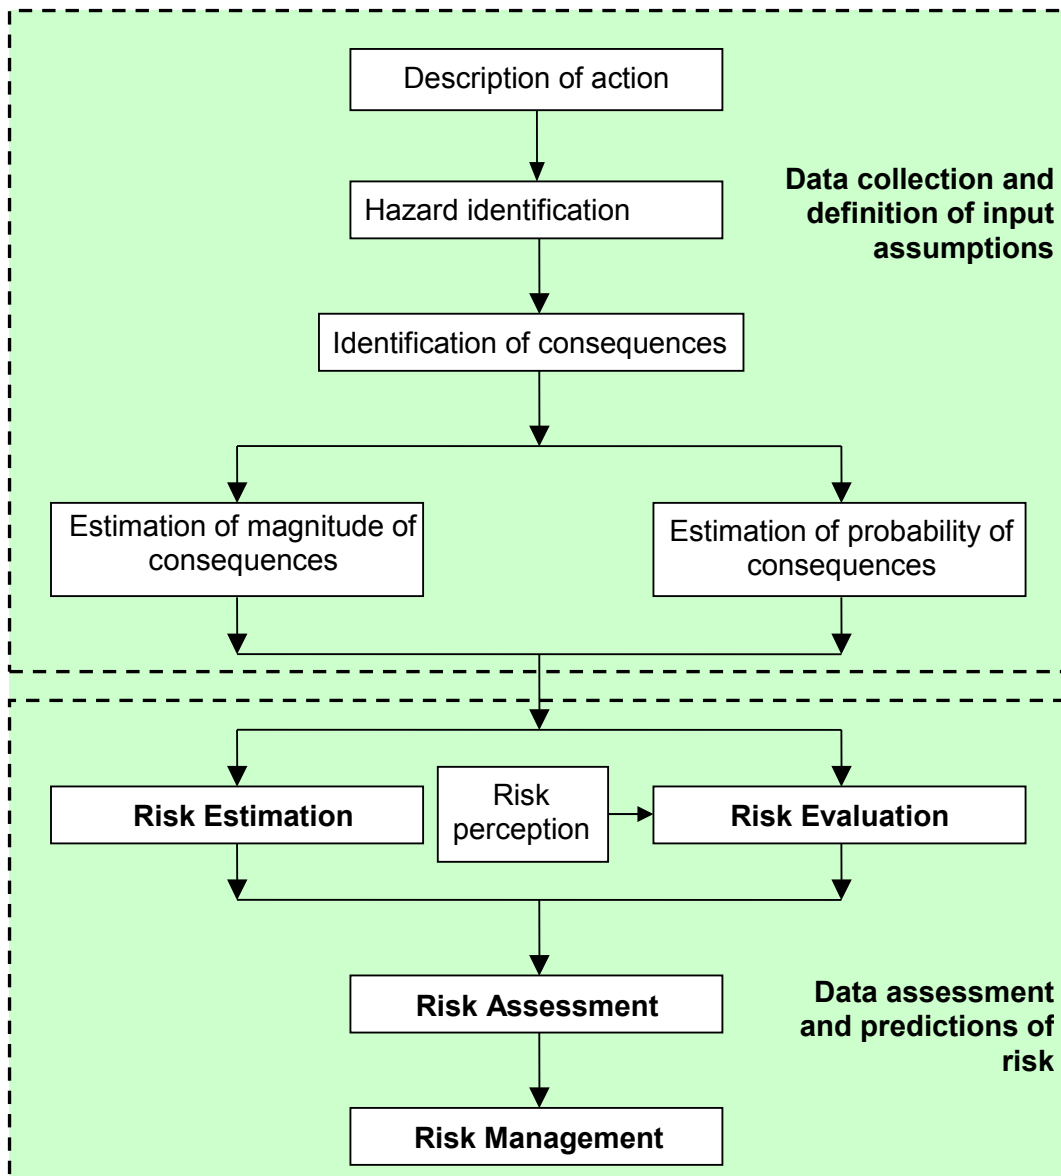 Description of action
Data collection and
definition of input
assumptions
Hazard identification
Identification of consequences
Estimation of magnitude of
consequences
Estimation of probability of
consequences
Risk Estimation
Risk
perception
Risk Evaluation
Risk Assessment
Data assessment
and predictions of
risk
Risk Management